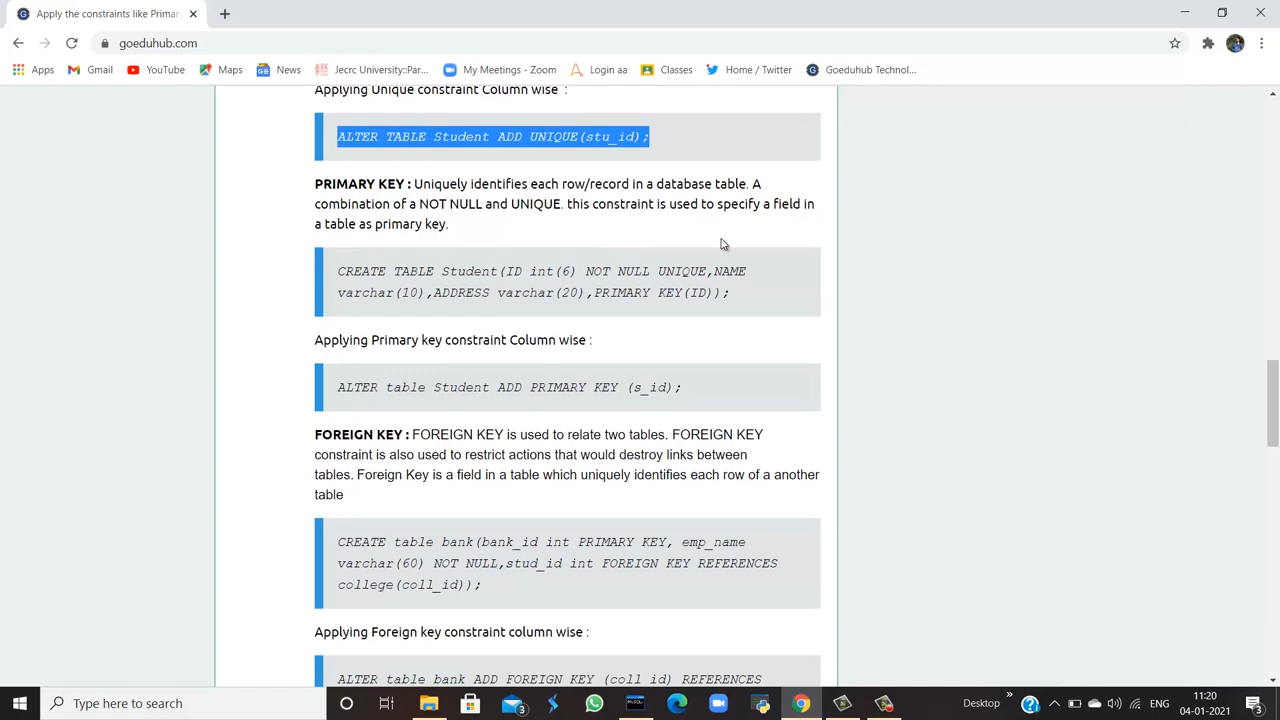 Apply the constraints like Primar
goeduhub.com
Apps
Gmail
YouTube
Maps
News
Jecrc University::Par...
My Meetings - Zoom
Login aa
Classes
Home / Twitter
Goeduhub Technol...
Applying Unique constraint Column wise :
ALTER TABLE Student ADD UNIQUE(stu_id);
PRIMARY KEY : Uniquely identifies each row/record in a database table. A
combination of a NOT NULL and UNIQUE. this constraint is used to specify a field in
a table as primary key.
CREATE TABLE Student(ID int(6) NOT NULL UNIQUE,NAME
varchar(10),ADDRESS varchar(20),PRIMARY KEY(ID));
Applying Primary key constraint Column wise :
ALTER table Student ADD PRIMARY KEY (s_id);
FOREIGN KEY : FOREIGN KEY is used to relate two tables. FOREIGN KEY
constraint is also used to restrict actions that would destroy links between
tables. Foreign Key is a field in a table which uniquely identifies each row of a another
table
CREATE table bank(bank_id int PRIMARY KEY, emp_name
varchar(60) NOT NULL,stud_id int FOREIGN KEY REFERENCES
college(coll_id));
Applying Foreign key constraint column wise :
ALTER table bank ADD FOREIGN KEY (coll_id) REFERENCES
Type here to search
3
Desktop
»
ENG
11:20
04-01-2021
3